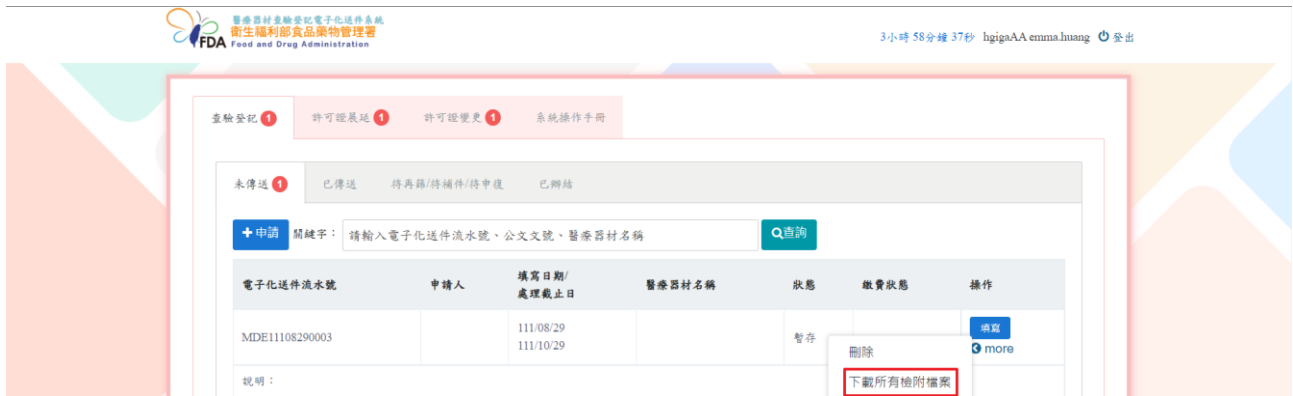 醫療器材查驗登記電子化送件系統
衛生福利部食品藥物管理署
FDA Food and Drug Administration
3小時 58分鐘 37秒 hgigaAA emma.huang 登出
查驗登記 1 許可證展延 1 許可證變更 1 系統操作手冊
未傳送 1 已傳送 待再篩/待補件/待申復 已辦結
申請 關鍵字： 請輸入電子化送件流水號、公文文號、醫療器材名稱 查詢
電子化送件流水號 申請人 填寫日期/ 醫療器材名稱 狀態 繳費狀態 操作
處理截止日
MDE11108290003 111/08/29 暫存 填寫
111/10/29 more
刪除
說明： 下載所有檢附檔案